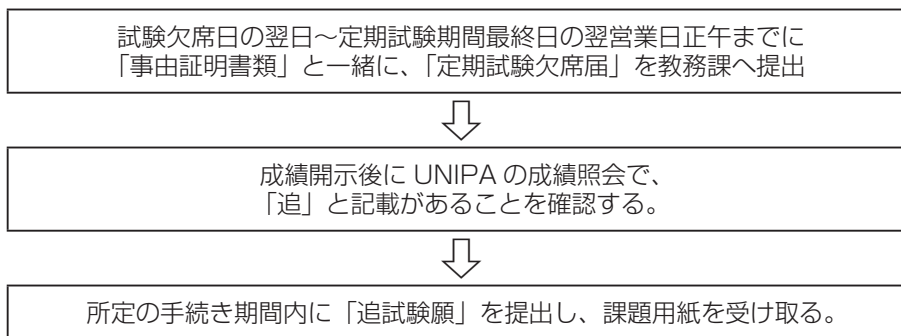 試験欠席日の翌日～定期試験期間最終日の翌営業日正午までに
「事由証明書類」と一緒に、「定期試験欠席届」を教務課へ提出
成績開示後に UNIPA の成績照会で、
「追」と記載があることを確認する。
所定の手続き期間内に「追試験願」を提出し、課題用紙を受け取る。